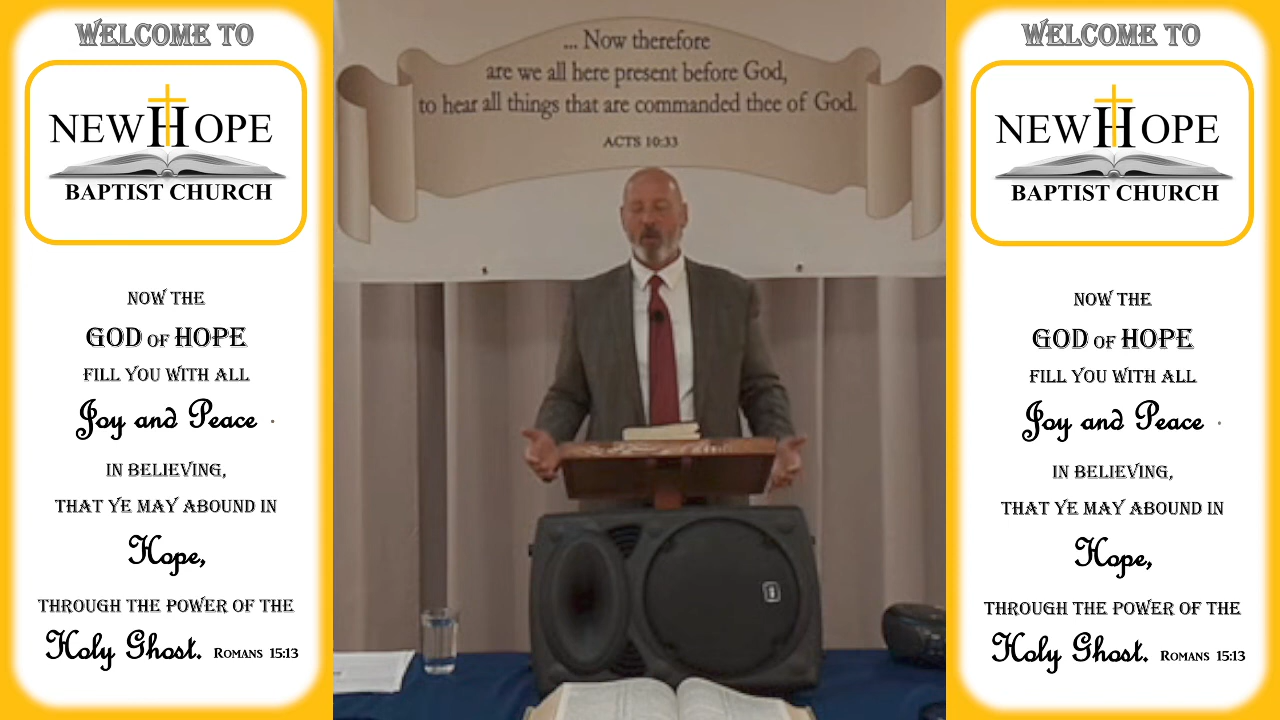 WELCOME TO
NEW HOPE
BAPTIST CHURCH
NOW THE
GOD OF HOPE
FILL YOU WITH ALL
Joy and Peace
IN BELIEVING,
THAT YE MAY ABOUND IN
Hope,
THROUGH THE POWER OF THE
Holy Ghost. ROMANS 15:13
... Now therefore
are we all here present before God,
to hear all things that are commanded thee of God.
ACTS 10:33
WELCOME TO
NEW HOPE
BAPTIST CHURCH
NOW THE
GOD OF HOPE
FILL YOU WITH ALL
Joy and Peace
IN BELIEVING,
THAT YE MAY ABOUND IN
Hope,
THROUGH THE POWER OF THE
Holy Ghost. ROMANS 15:13